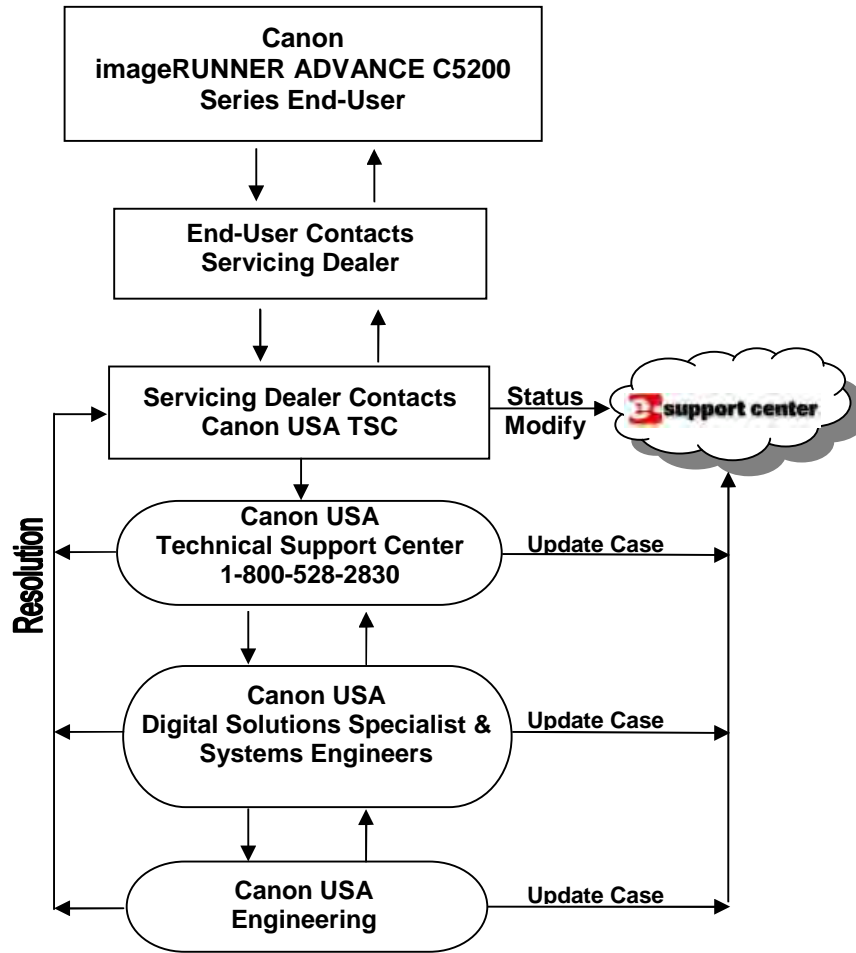 Canon
imageRUNNER ADVANCE C5200
Series End-User
End-User Contacts
Servicing Dealer
Servicing Dealer Contacts
Canon USA TSC
Status
Modify
e support center
Canon USA
Technical Support Center
1-800-528-2830
Update Case
Resolution
Canon USA
Digital Solutions Specialist &
Systems Engineers
Update Case
Canon USA
Engineering
Update Case